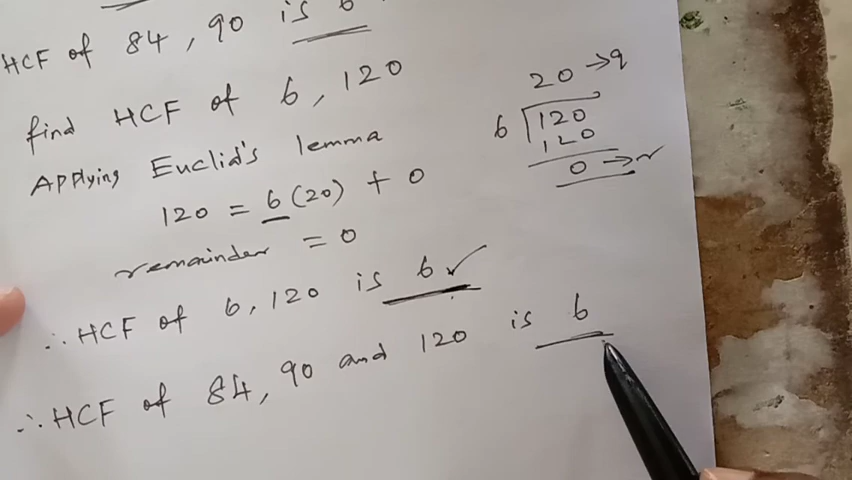 HCF of 84, 90 is 6
find HCF of 6, 120
Applying Euclid's lemma
120 = 6 (20) + 0
remainder = 0
∴ HCF of 6, 120 is 6 ✓
∴ HCF of 84, 90 and 120 is 6
20 → q
6 120
120
0 → r